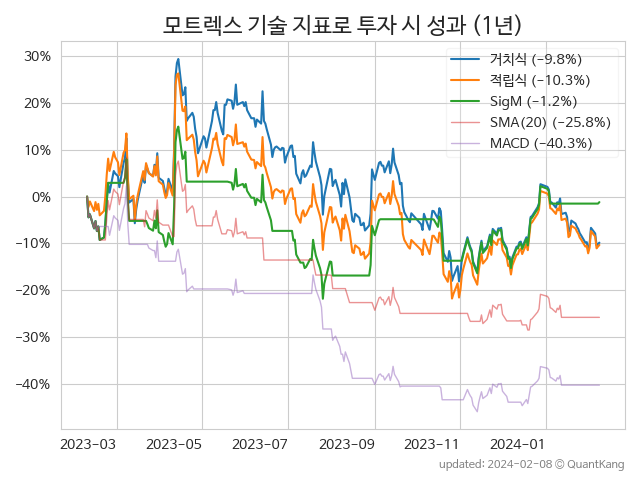 모트렉스 기술 지표로 투자 시 성과 (1년)
거치식 (−9.8%)
적립식 (−10.3%)
SigM (−1.2%)
SMA(20) (−25.8%)
MACD (−40.3%)
30%
20%
10%
0%
−10%
−20%
−30%
−40%
2023-03
2023-05
2023-07
2023-09
2023-11
2024-01
updated: 2024-02-08 ⓒ QuantKang